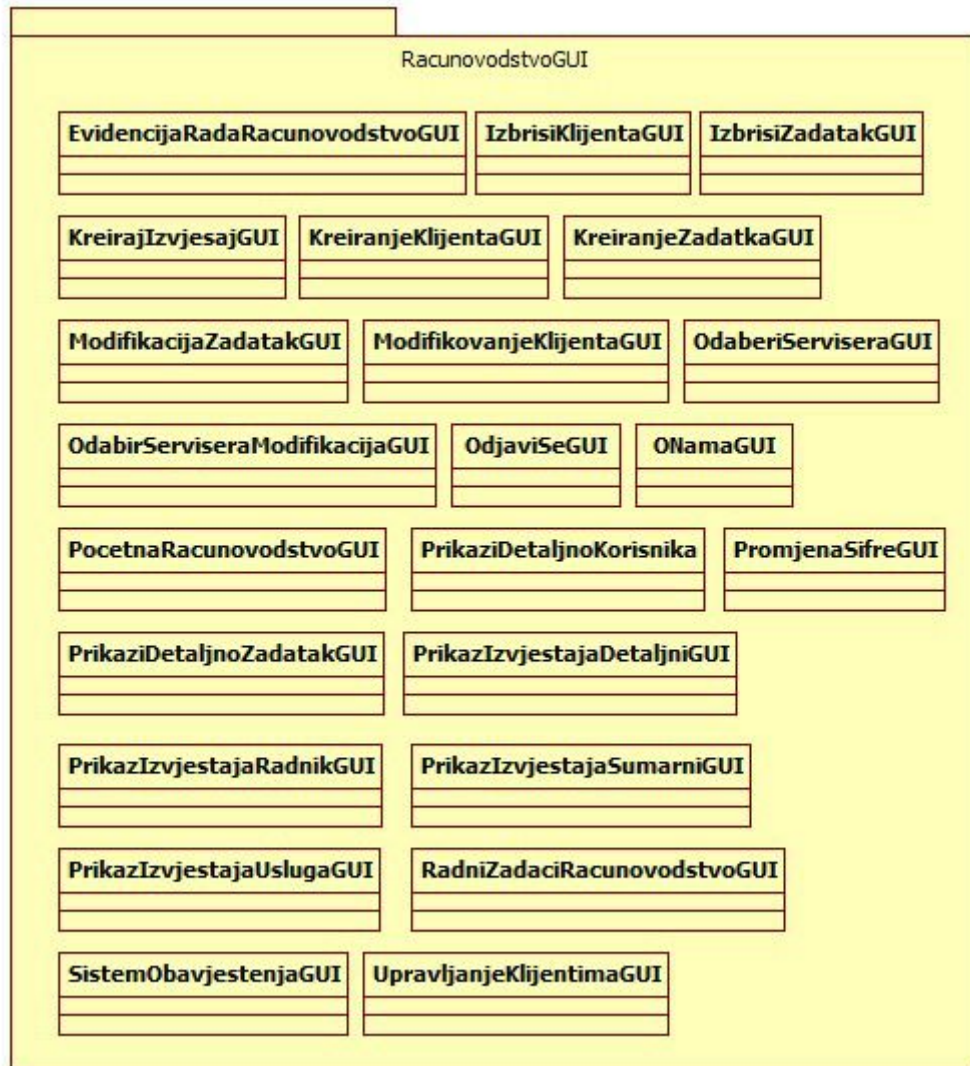 RacunovodstvoGUI
EvidencijaRadaRacunovodstvoGUI IzbrisiKlijentaGUI IzbrisiZadatakGUI
KreirajIzvjesajGUI KreiranjeKlijentaGUI KreiranjeZadatkaGUI
ModifikacijaZadatakGUI ModifikovanjeKlijentaGUI OdaberiServiseraGUI
OdabirServiseraModifikacijaGUI OdjaviSeGUI ONamaGUI
PocetnaRacunovodstvoGUI PrikaziDetaljnoKorisnika PromjenaSifreGUI
PrikaziDetaljnoZadatakGUI PrikazIzvjestajaDetaljniGUI
PrikazIzvjestajaRadnikGUI PrikazIzvjestajaSumarniGUI
PrikazIzvjestajaUslugaGUI RadniZadaciRacunovodstvoGUI
SistemObavjestenjaGUI UpravljanjeKlijentimaGUI